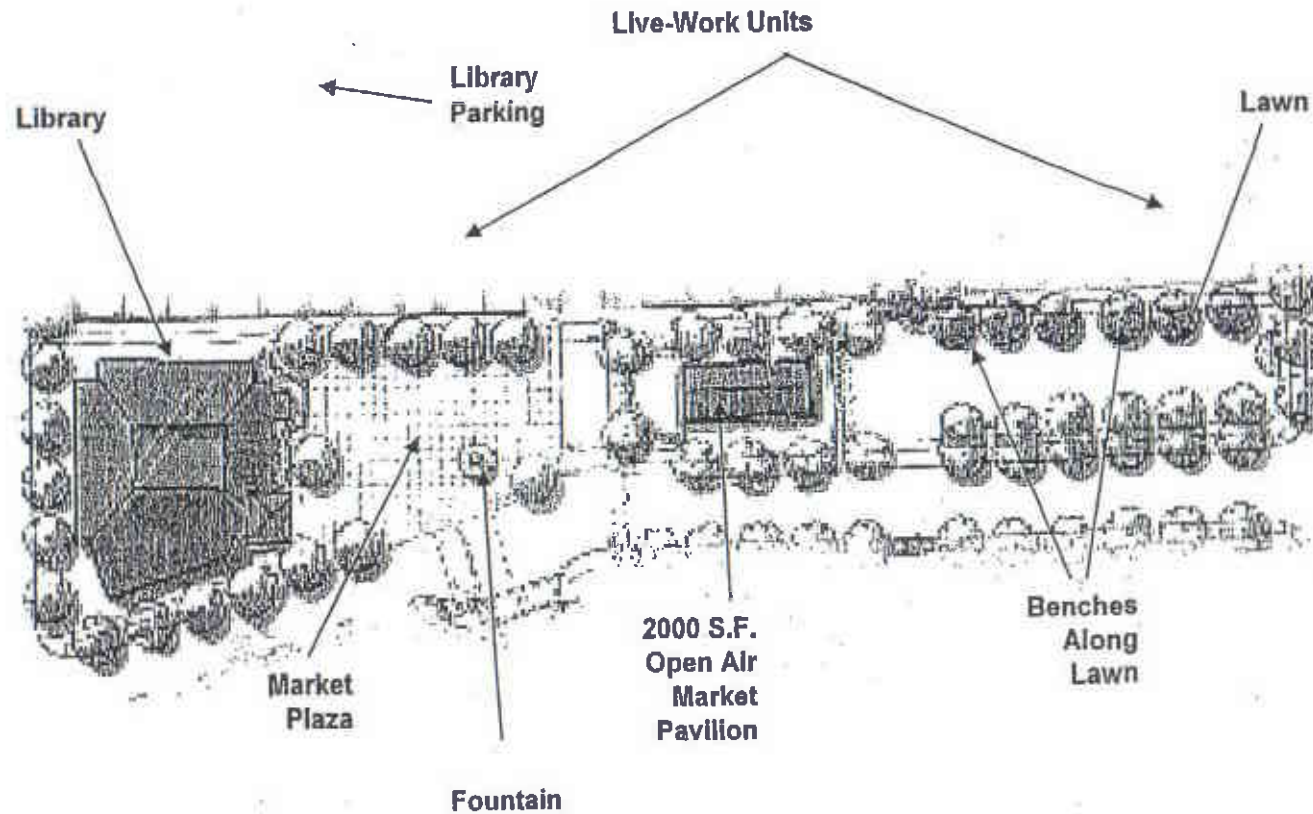 Live-Work Units
Library
Parking
Library
Lawn
Market
Plaza
Fountain
2000 S.F.
Open Air
Market
Pavilion
Benches
Along
Lawn